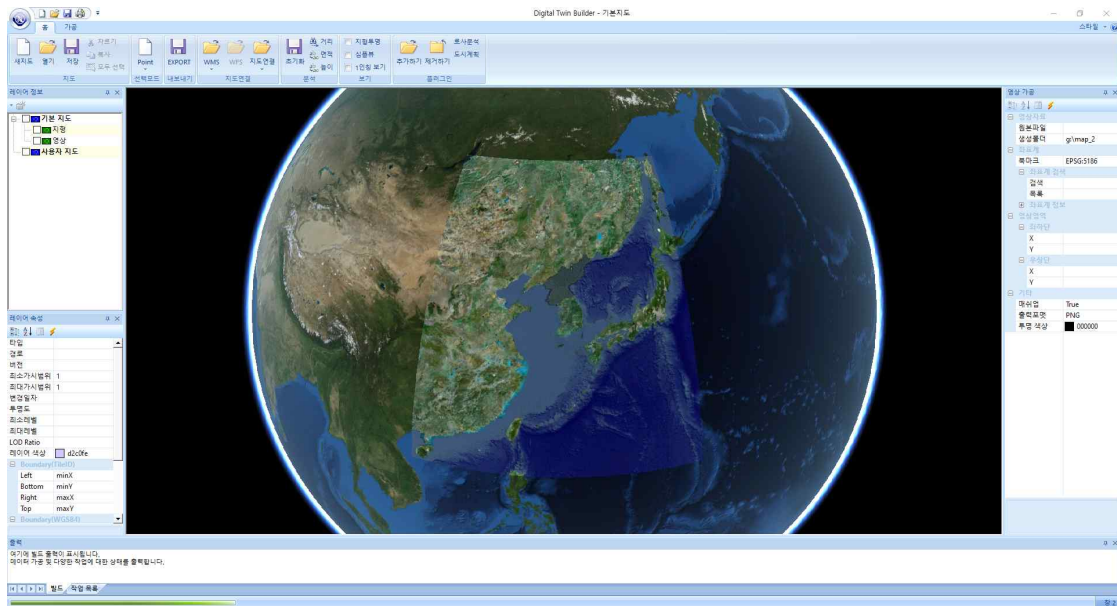 Digital Twin Builder - 기본지도
홈 가공
스타일
새지도 열기 저장 자르기 복사 모두 선택
Point EXPORT WMS WFS 지도연결
초기화 거리 면적 높이
지형투명 심플뷰 1인칭 보기
추가하기 제거하기 로사분석 도시계획
지도 선택모드 내보내기 지도연결 분석 보기 플러그인
레이어 정보
기본 지도
지형
영상
사용자 지도
레이어 속성
타입
경로
버전
최소가시범위 1
최대가시범위 1
변경일자
투명도
최소레벨
최대레벨
LOD Ratio
레이어 색상 d2c0fe
Boundary(TileID)
Left minX
Bottom minY
Right maxX
Top maxY
Boundary(WGS84)
영상 가공
영상자료
원본파일
생성폴더 g:\map_2
좌표계
북마크 EPSG:5186
좌표계 검색
검색
목록
좌표계 정보
영상영역
좌하단
X
Y
우상단
X
Y
기타
매쉬업 True
출력포맷 PNG
투명 색상 000000
출력
여기에 빌드 출력이 표시됩니다.
데이터 가공 및 다양한 작업에 대한 상태를 출력합니다.
빌드 작업 목록